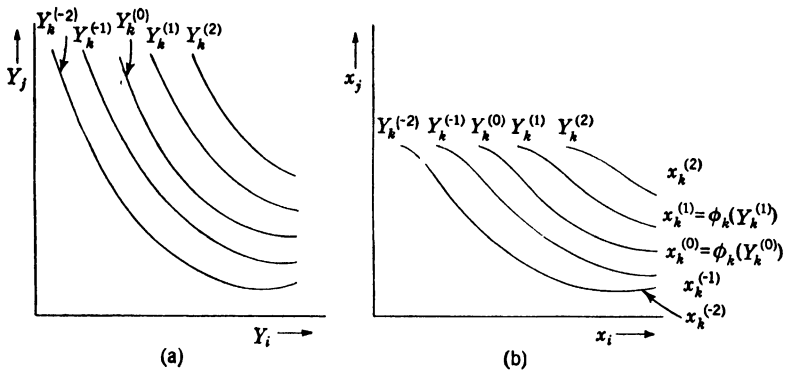 Y_k^(-2) Y_k^(-1) Y_k^(0) Y_k^(1) Y_k^(2)
Y_j
Y_i
(a)
x_j
Y_k^(-2) Y_k^(-1) Y_k^(0) Y_k^(1) Y_k^(2)
x_k^(2)
x_k^(1)=ϕ_k(Y_k^(1))
x_k^(0)=ϕ_k(Y_k^(0))
x_k^(-1)
x_k^(-2)
x_i
(b)